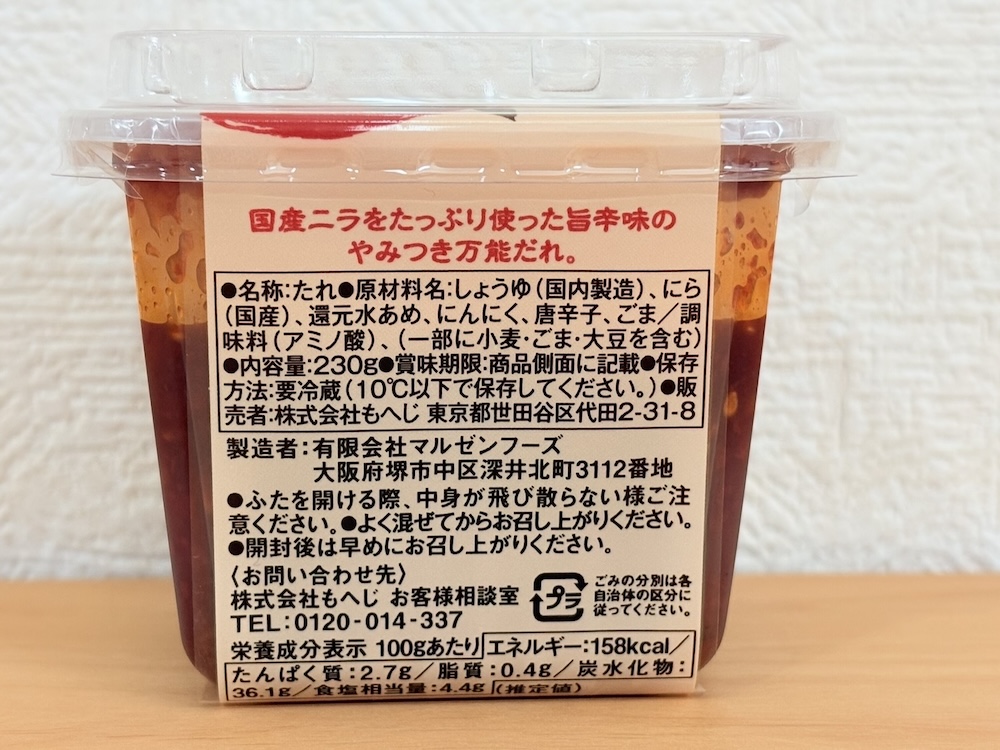 国産ニラをたっぷり使った旨辛味の
やみつき万能だれ。
●名称:たれ●原材料名:しょうゆ(国内製造)、にら
(国産)、還元水あめ、にんにく、唐辛子、ごま/調
味料(アミノ酸)、(一部に小麦・ごま・大豆を含む)
●内容量:230g●賞味期限:商品側面に記載●保存
方法:要冷蔵(10℃以下で保存してください。)●販
売者:株式会社もへじ 東京都世田谷区代田2-31-8
製造者:有限会社マルゼンフーズ
大阪府堺市中区深井北町3112番地
●ふたを開ける際、中身が飛び散らない様ご注
意ください。●よく混ぜてからお召し上がりください。
●開封後は早めにお召し上がりください。
〈お問い合わせ先〉
株式会社もへじ お客様相談室
TEL:0120-014-337
プラ
ごみの分別は各
自治体の区分に
従ってください。
栄養成分表示 100gあたり エネルギー:158kcal/
たんぱく質:2.7g/脂質:0.4g/炭水化物:
36.1g/食塩相当量:4.4g (推定値)